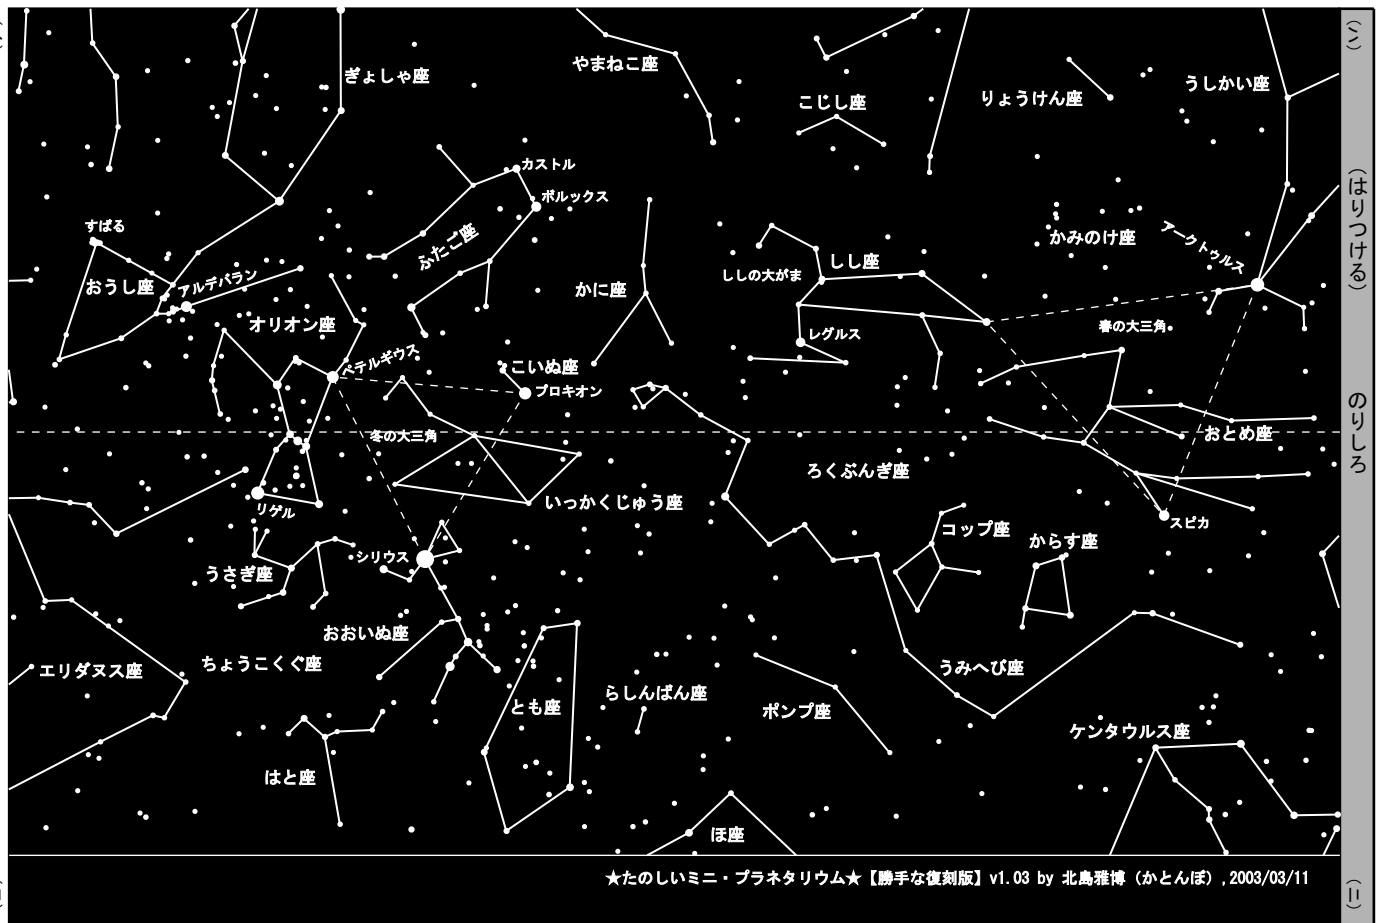 (シ)
ぎょしゃ座
やまねこ座
こじし座
りょうけん座
うしかい座
カストル
ポルックス
(はりつける)
すばる
ふたご座
かみのけ座
アークトゥルス
おうし座
アルデバラン
かに座
ししの大がま
しし座
オリオン座
レグルス
春の大三角
ベテルギウス
こいぬ座
プロキオン
のりしろ
冬の大三角
おとめ座
ろくぶんぎ座
リゲル
いっかくじゅう座
コップ座
スピカ
シリウス
からす座
うさぎ座
おおいぬ座
ちょうこくぐ座
エリダヌス座
うみへび座
とも座
らしんばん座
ポンプ座
ケンタウルス座
はと座
ほ座
★たのしいミニ・プラネタリウム★【勝手な復刻版】v1.03 by 北島雅博（かとんぼ）,2003/03/11
(ニ)